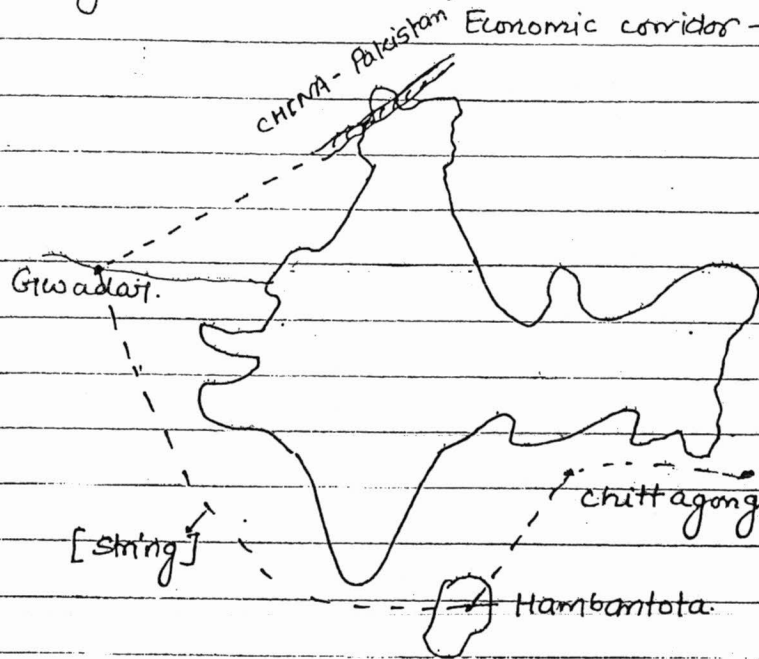 CHINA - Pakistan Economic corridor -
Gwadar.
[string]
chittagong
Hambantota.